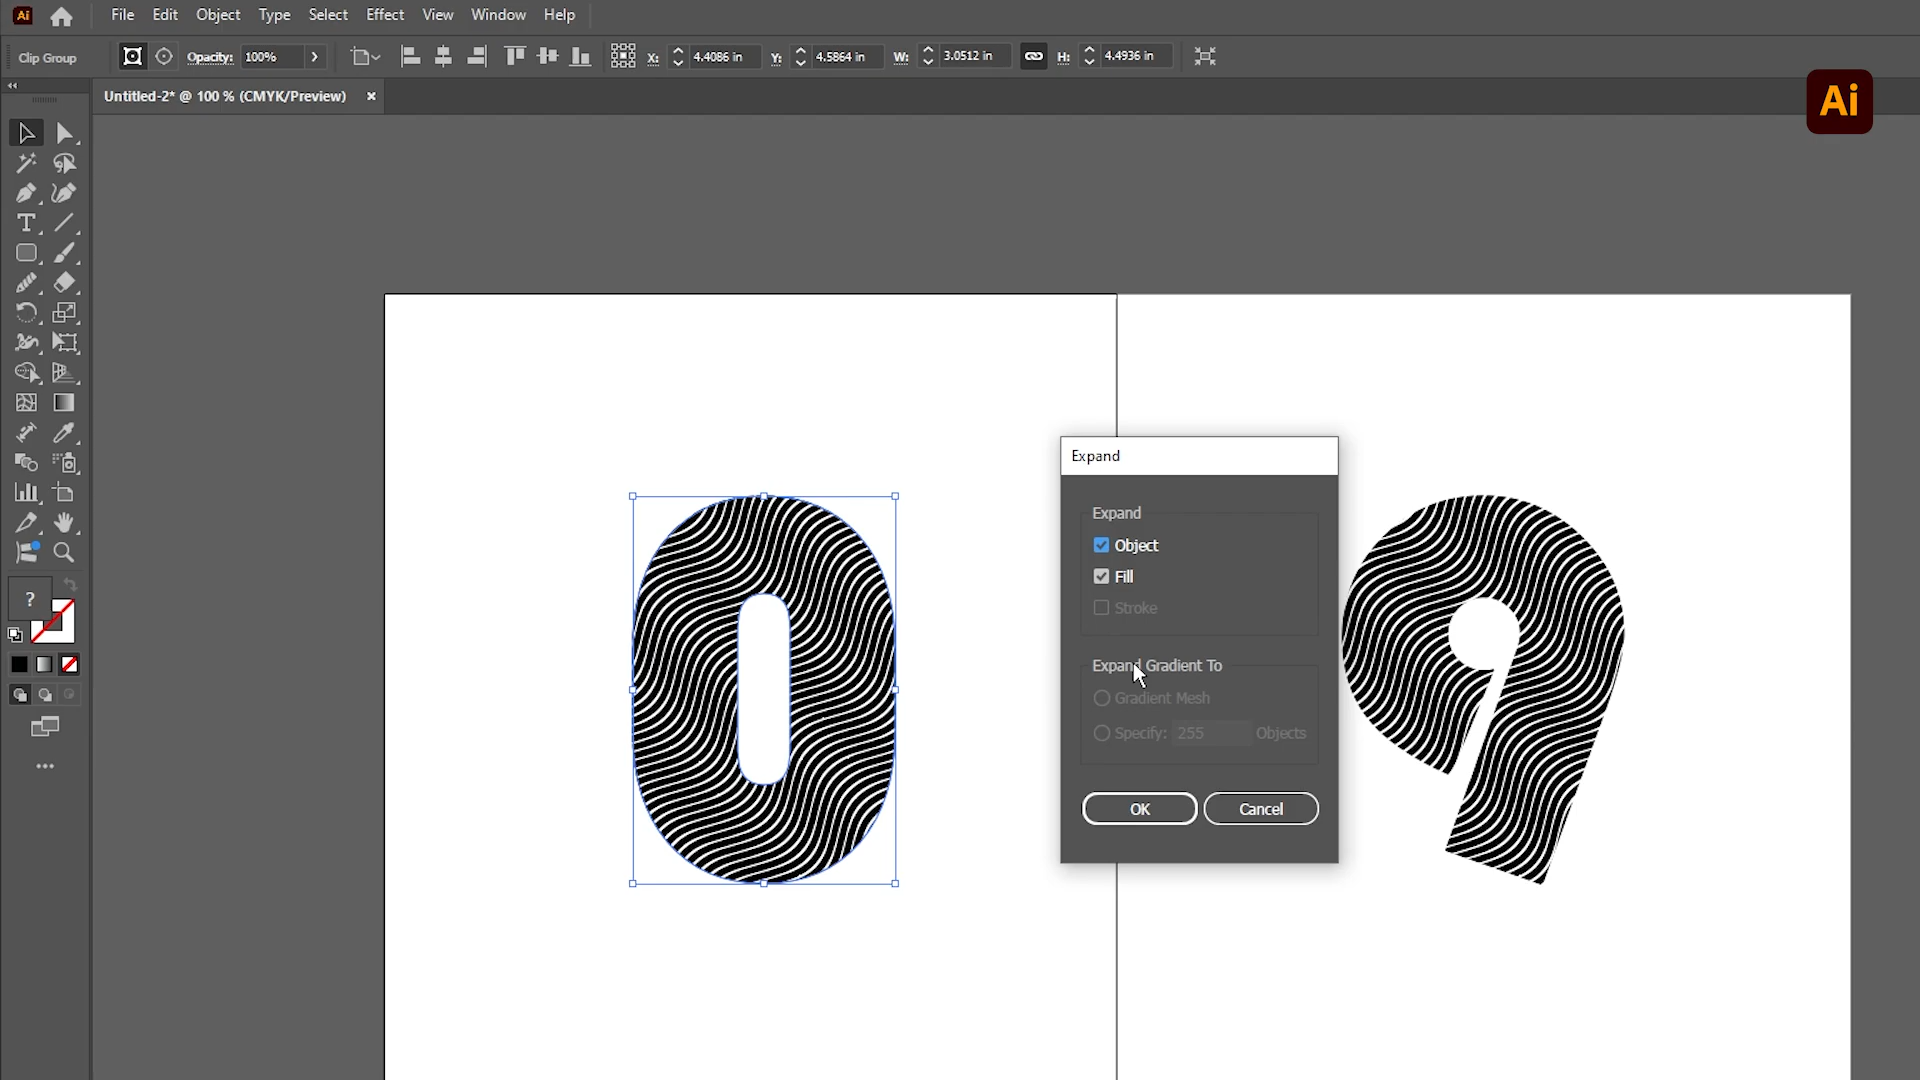 Ai File Edit Object Type Select Effect View Window Help
Clip Group Opacity: 100% X: 4.4086 in Y: 4.5864 in W: 3.0512 in H: 4.4936 in
Untitled-2* @ 100 % (CMYK/Preview) ×
Ai
Expand
Expand
Object
Fill
Stroke
Expand Gradient To
Gradient Mesh
Specify: 255 Objects
OK Cancel
0 9
?